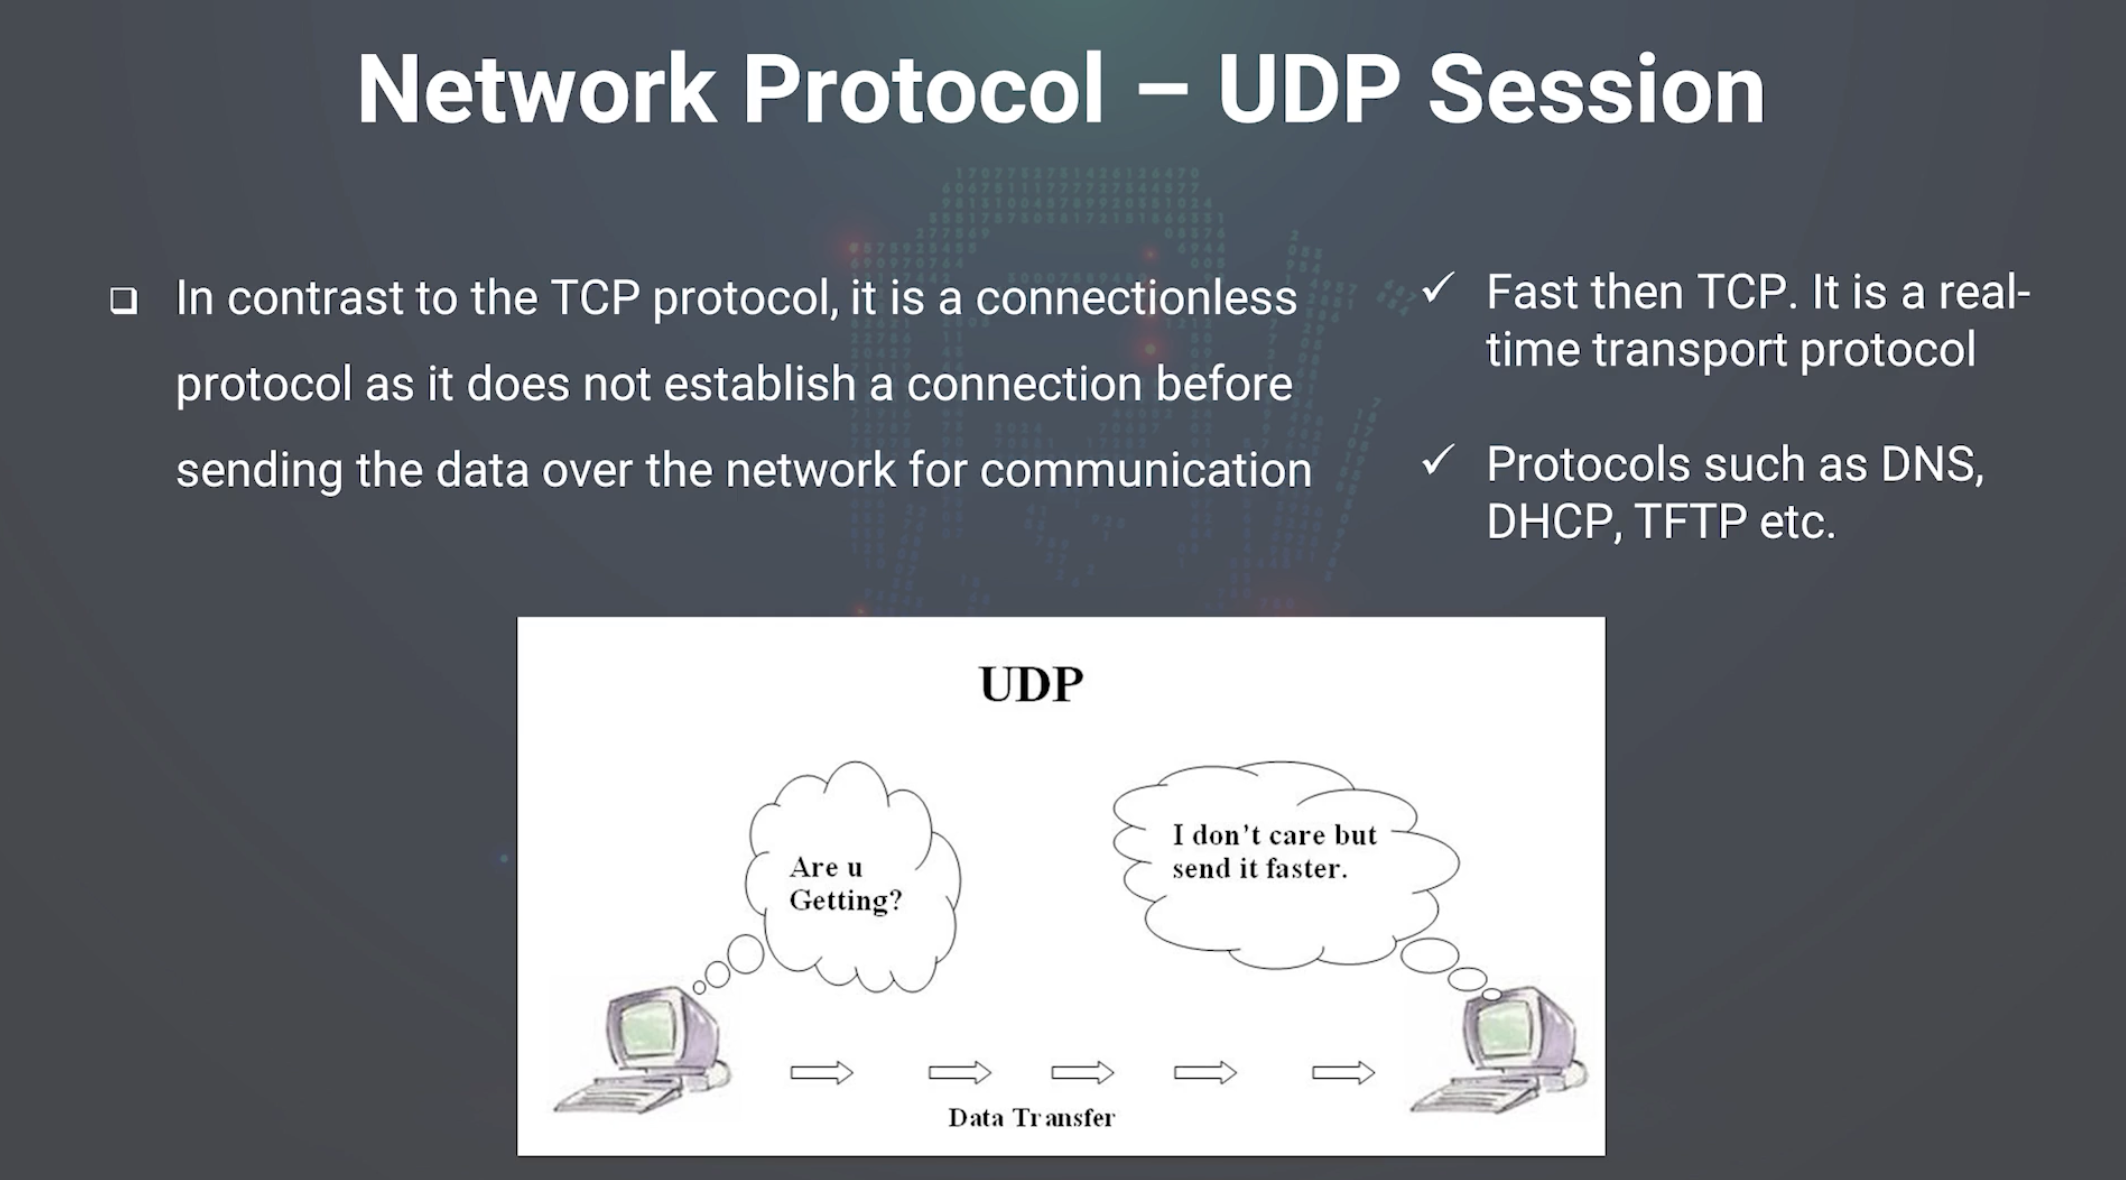 Network Protocol – UDP Session
In contrast to the TCP protocol, it is a connectionless
protocol as it does not establish a connection before
sending the data over the network for communication
Fast then TCP. It is a real-
time transport protocol
Protocols such as DNS,
DHCP, TFTP etc.
UDP
Are u
Getting?
I don't care but
send it faster.
Data Transfer